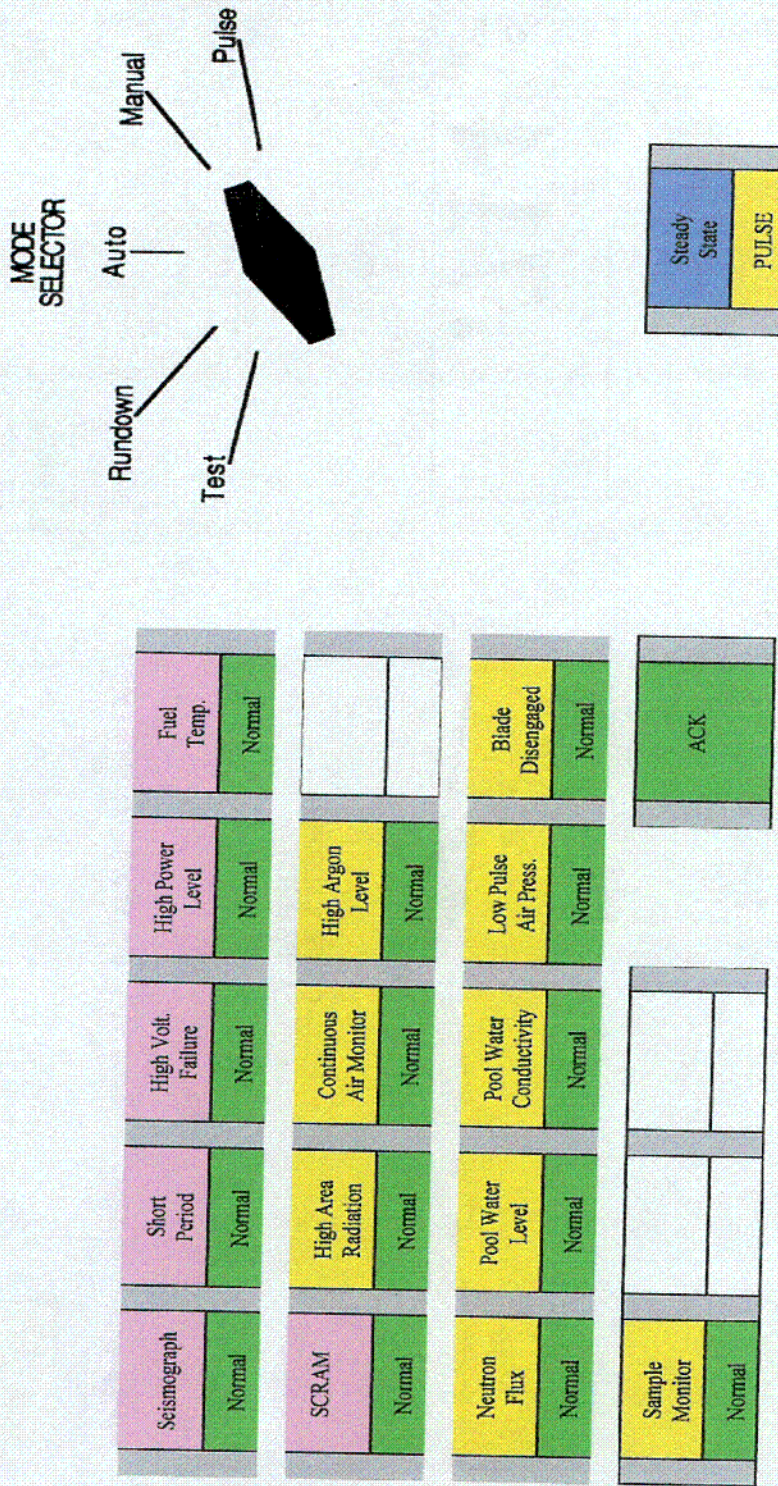 MODE
SELECTOR
Auto
Manual
Rundown
Pulse
Test
Seismograph
Normal
Short
Period
Normal
High Volt.
Failure
Normal
High Power
Level
Normal
Fuel
Temp.
Normal
SCRAM
Normal
High Area
Radiation
Normal
Continuous
Air Monitor
Normal
High Argon
Level
Normal
Neutron
Flux
Normal
Pool Water
Level
Normal
Pool Water
Conductivity
Normal
Low Pulse
Air Press.
Normal
Blade
Disengaged
Normal
Sample
Monitor
Normal
ACK
Steady
State
PULSE